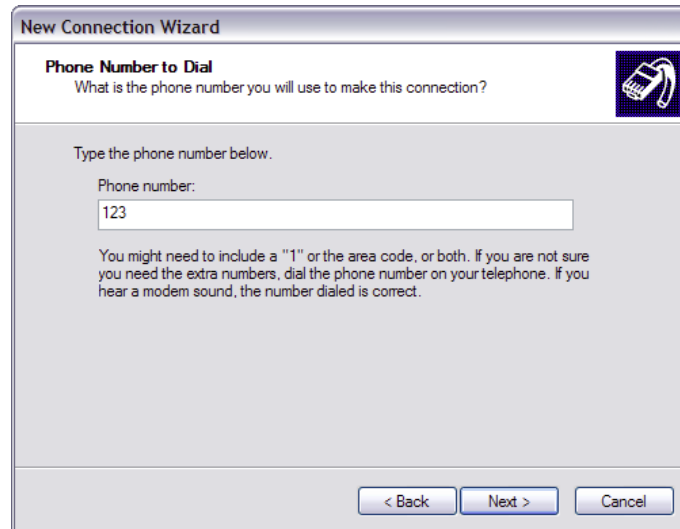 New Connection Wizard
Phone Number to Dial
What is the phone number you will use to make this connection?
Type the phone number below.
Phone number:
123
You might need to include a "1" or the area code, or both. If you are not sure
you need the extra numbers, dial the phone number on your telephone. If you
hear a modem sound, the number dialed is correct.
< Back Next > Cancel